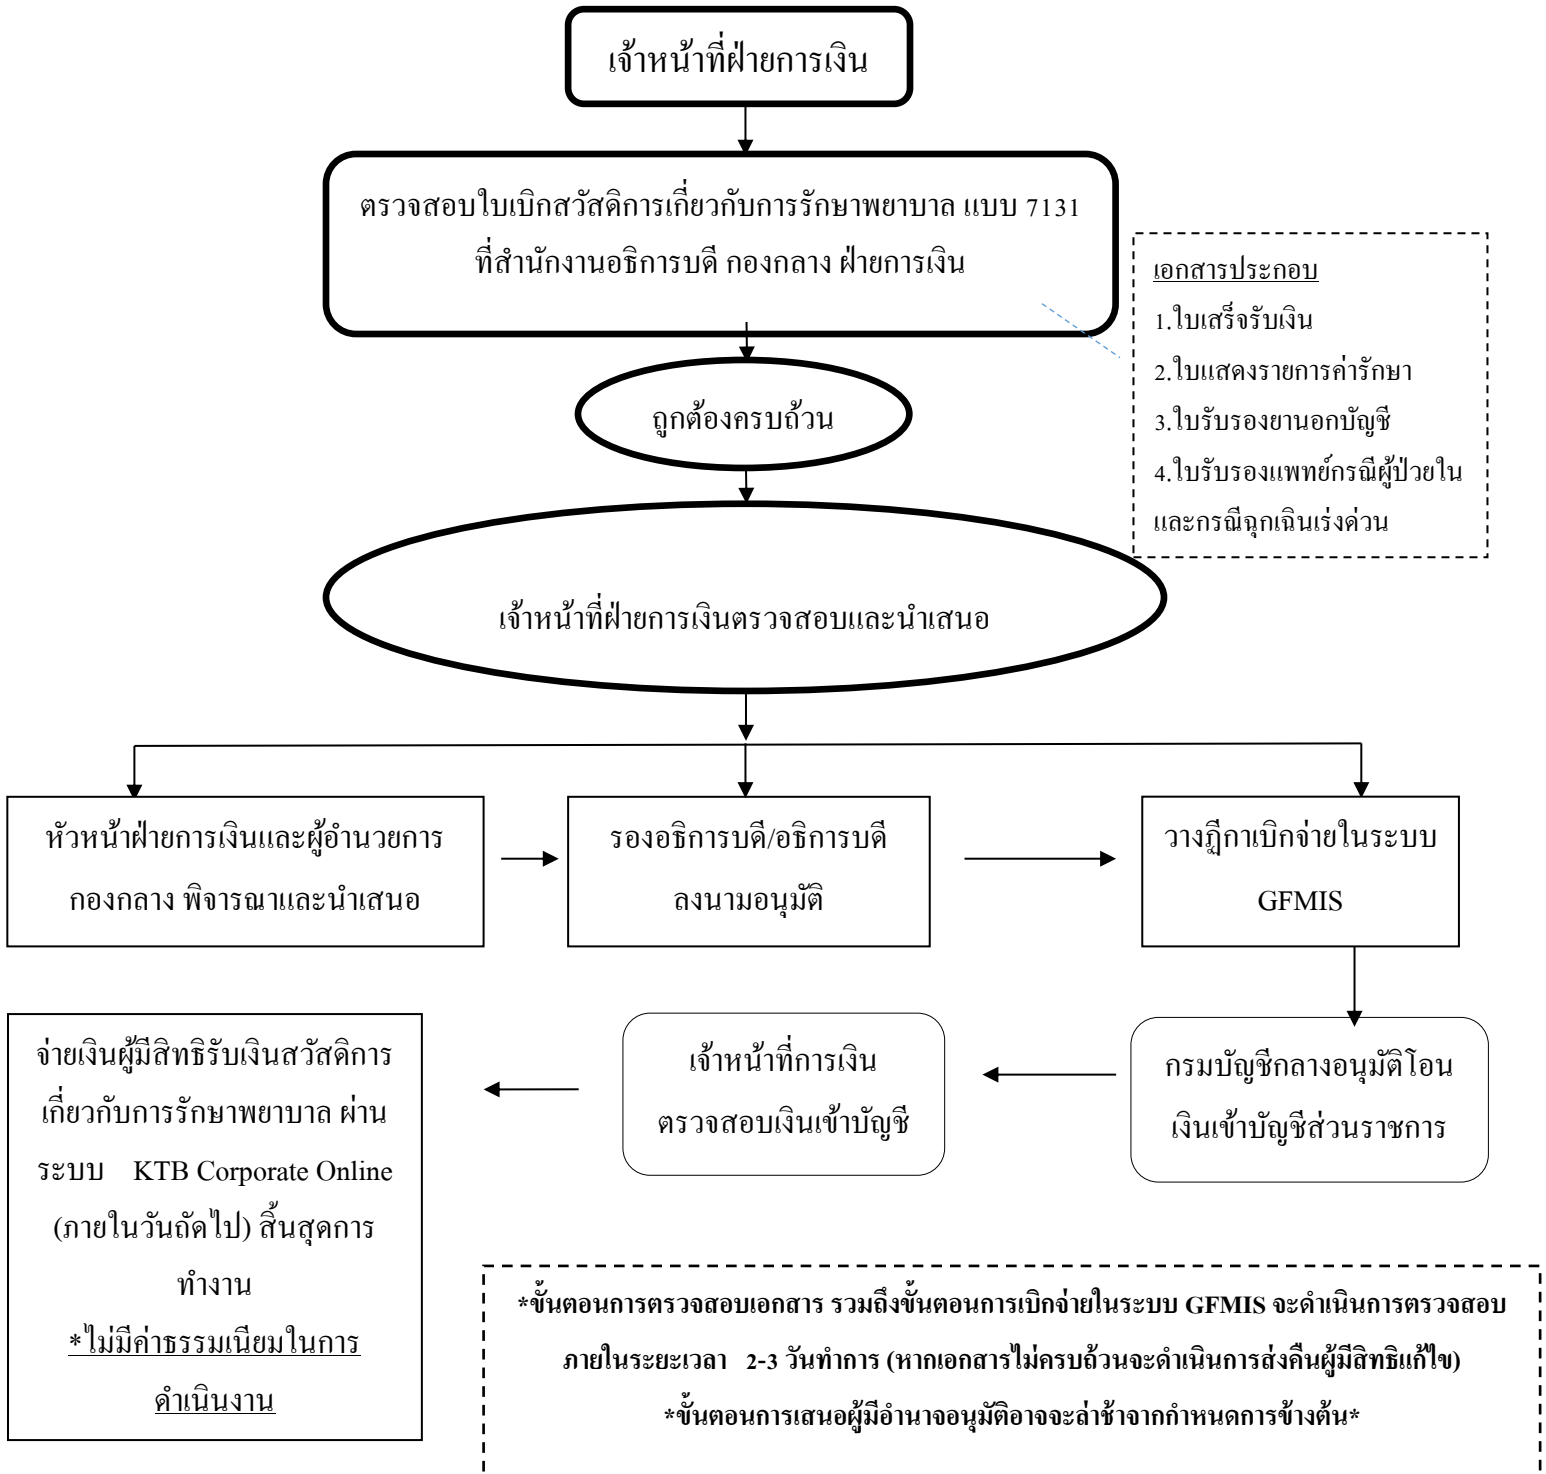 เจ้าหน้าที่ฝ่ายการเงิน
ตรวจสอบใบเบิกสวัสดิการเกี่ยวกับการรักษาพยาบาล แบบ 7131
ที่สำนักงานอธิการบดี กองกลาง ฝ่ายการเงิน
เอกสารประกอบ
1.ใบเสร็จรับเงิน
2.ใบแสดงรายการค่ารักษา
3.ใบรับรองยานอกบัญชี
4.ใบรับรองแพทย์กรณีผู้ป่วยใน
และกรณีฉุกเฉินเร่งด่วน
ถูกต้องครบถ้วน
เจ้าหน้าที่ฝ่ายการเงินตรวจสอบและนำเสนอ
หัวหน้าฝ่ายการเงินและผู้อำนวยการ
กองกลาง พิจารณาและนำเสนอ
รองอธิการบดี/อธิการบดี
ลงนามอนุมัติ
วางฎีกาเบิกจ่ายในระบบ
GFMIS
กรมบัญชีกลางอนุมัติโอน
เงินเข้าบัญชีส่วนราชการ
เจ้าหน้าที่การเงิน
ตรวจสอบเงินเข้าบัญชี
จ่ายเงินผู้มีสิทธิรับเงินสวัสดิการ
เกี่ยวกับการรักษาพยาบาล ผ่าน
ระบบ KTB Corporate Online
(ภายในวันถัดไป) สิ้นสุดการ
ทำงาน
*ไม่มีค่าธรรมเนียมในการ
ดำเนินงาน
*ขั้นตอนการตรวจสอบเอกสาร รวมถึงขั้นตอนการเบิกจ่ายในระบบ GFMIS จะดำเนินการตรวจสอบ
ภายในระยะเวลา 2-3 วันทำการ (หากเอกสารไม่ครบถ้วนจะดำเนินการส่งคืนผู้มีสิทธิแก้ไข)
*ขั้นตอนการเสนอผู้มีอำนาจอนุมัติอาจจะล่าช้าจากกำหนดการข้างต้น*